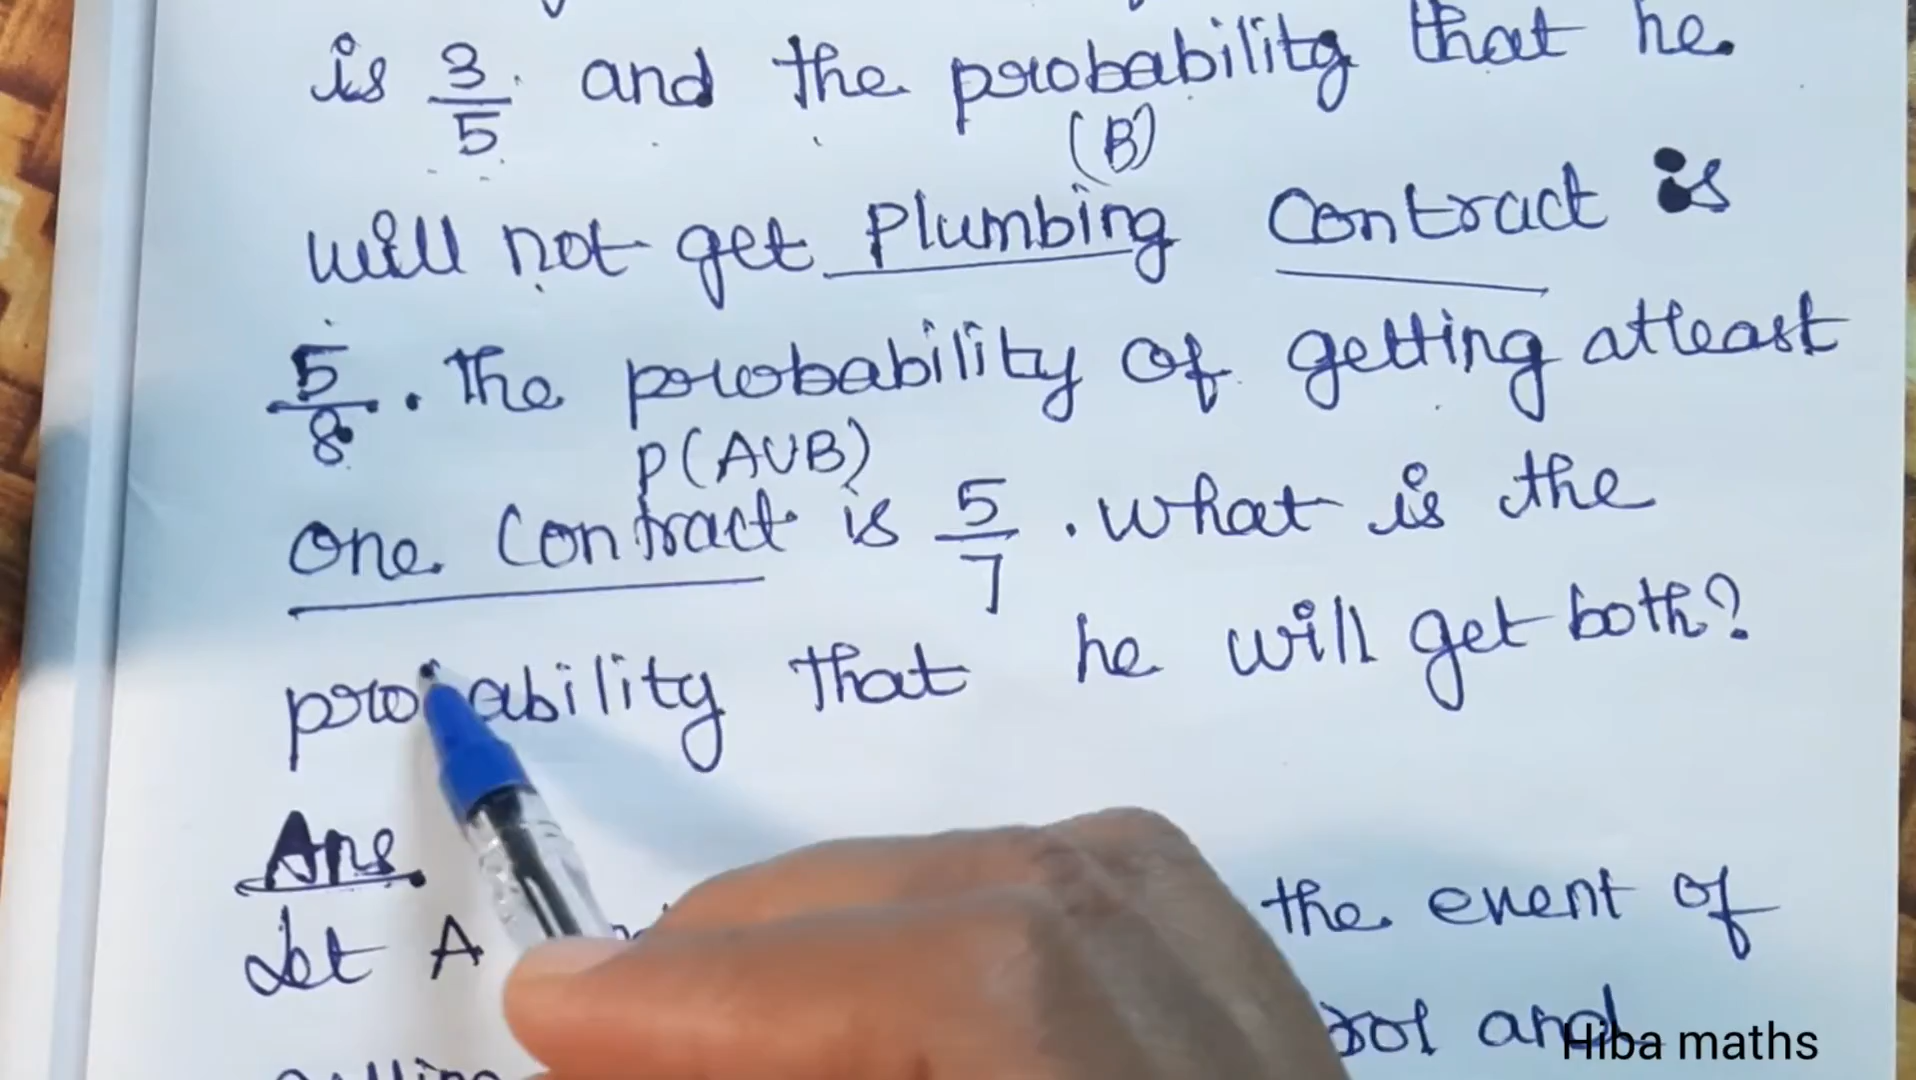 is 3/5 and the probability that he
(B)
will not get Plumbing Contract is
5/8. The probability of getting atleast
P(AUB)
one Contract is 5/7. What is the
probability that he will get both?
Ans
Let A the event of
and
Hiba maths